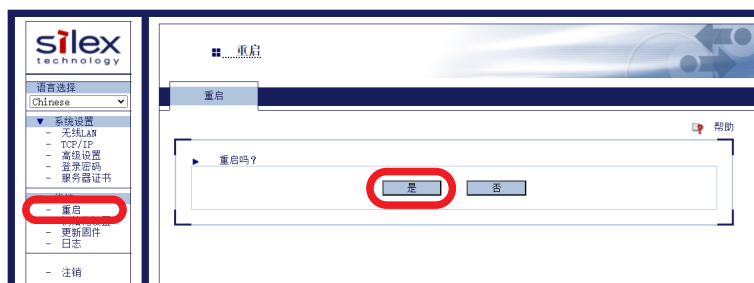 silex
technology
语言选择
Chinese
▼ 系统设置
- 无线LAN
- TCP/IP
- 高级设置
- 登录密码
- 服务器证书
- 重启
- 更新固件
- 日志
- 注销
重启
重启
帮助
重启吗?
是 否